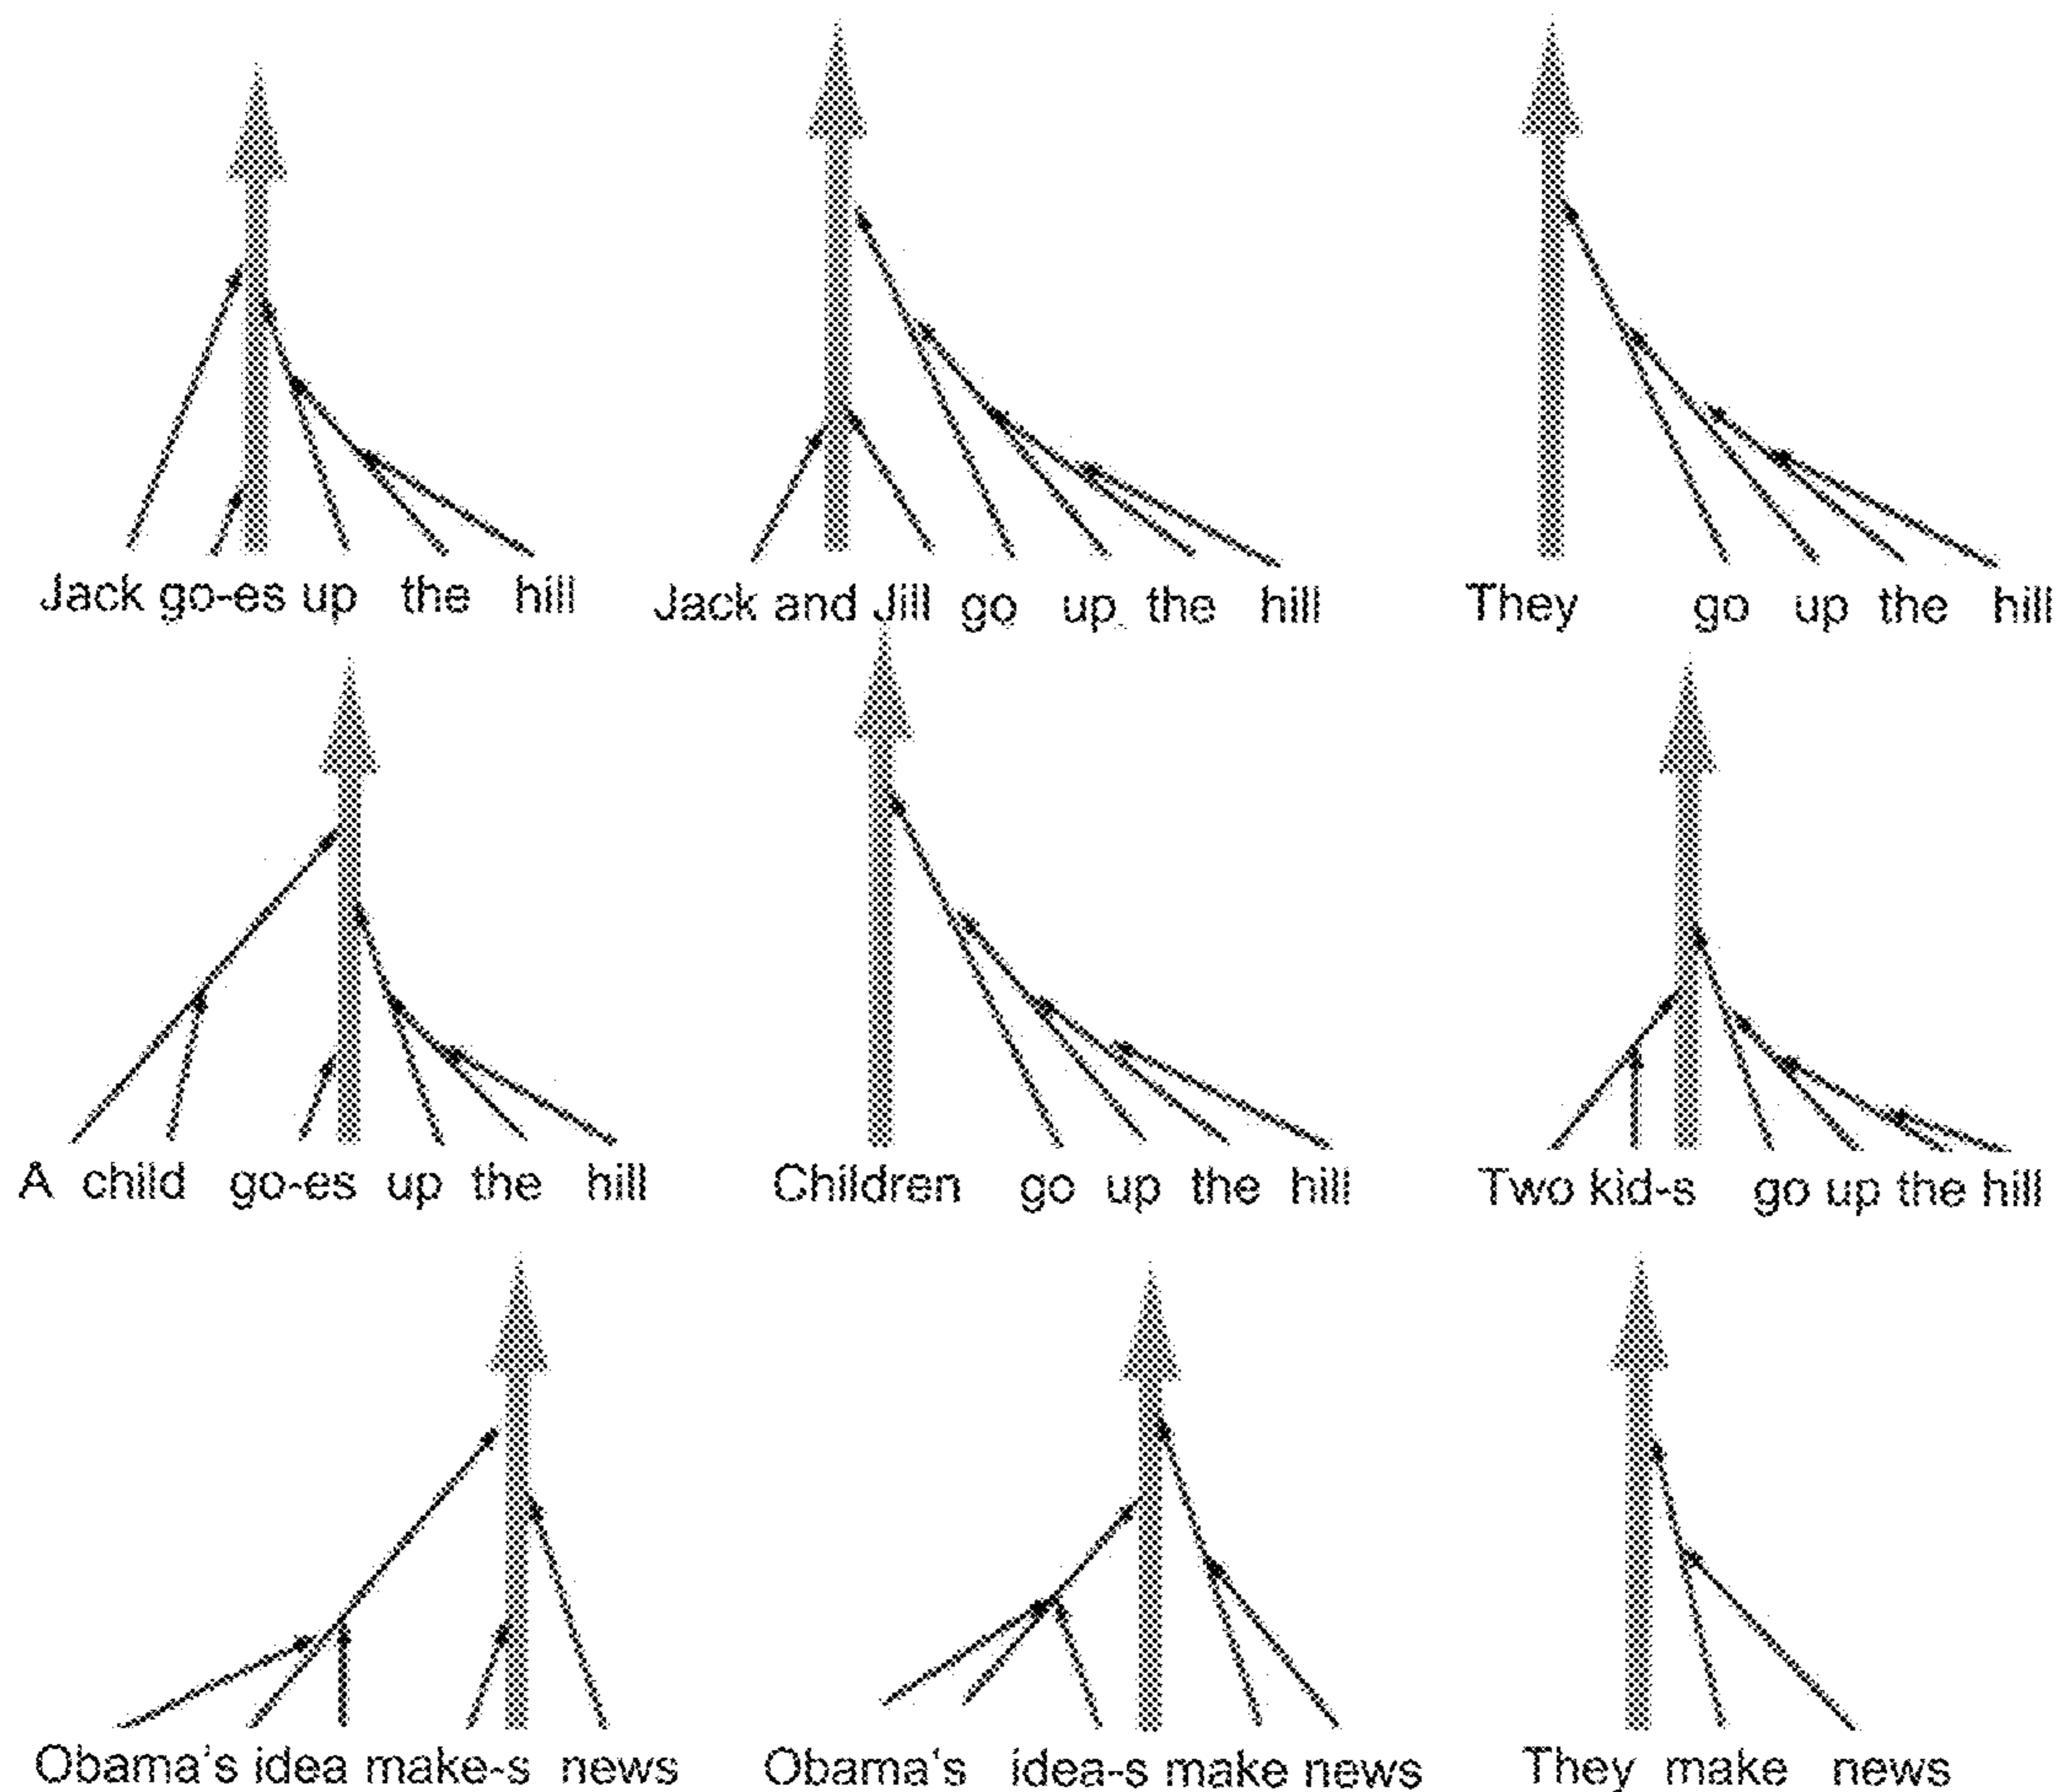 Jack go-es up the hill
Jack and Jill go up the hill
They go up the hill
A child go-es up the hill
Children go up the hill
Two kid-s go up the hill
Obama's idea make-s news
Obama's idea-s make news
They make news